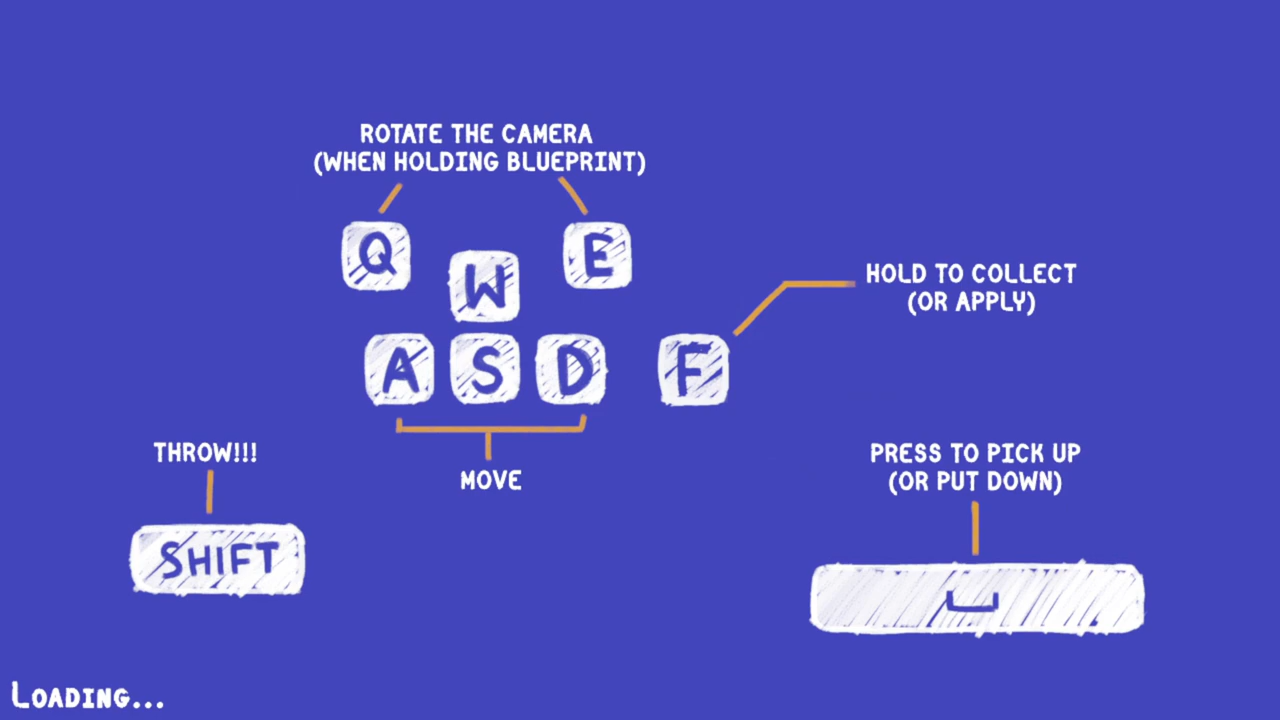 ROTATE THE CAMERA
(WHEN HOLDING BLUEPRINT)
Q
W
E
HOLD TO COLLECT
(OR APPLY)
A
S
D
F
THROW!!!
MOVE
PRESS TO PICK UP
(OR PUT DOWN)
SHIFT
LOADING...